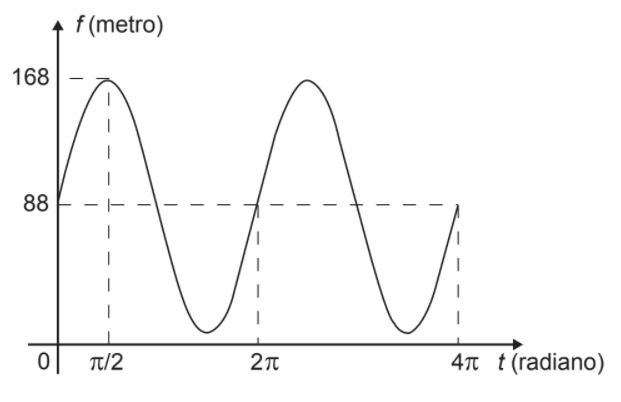 f (metro)
168
88
0
π/2
2π
4π
t (radiano)